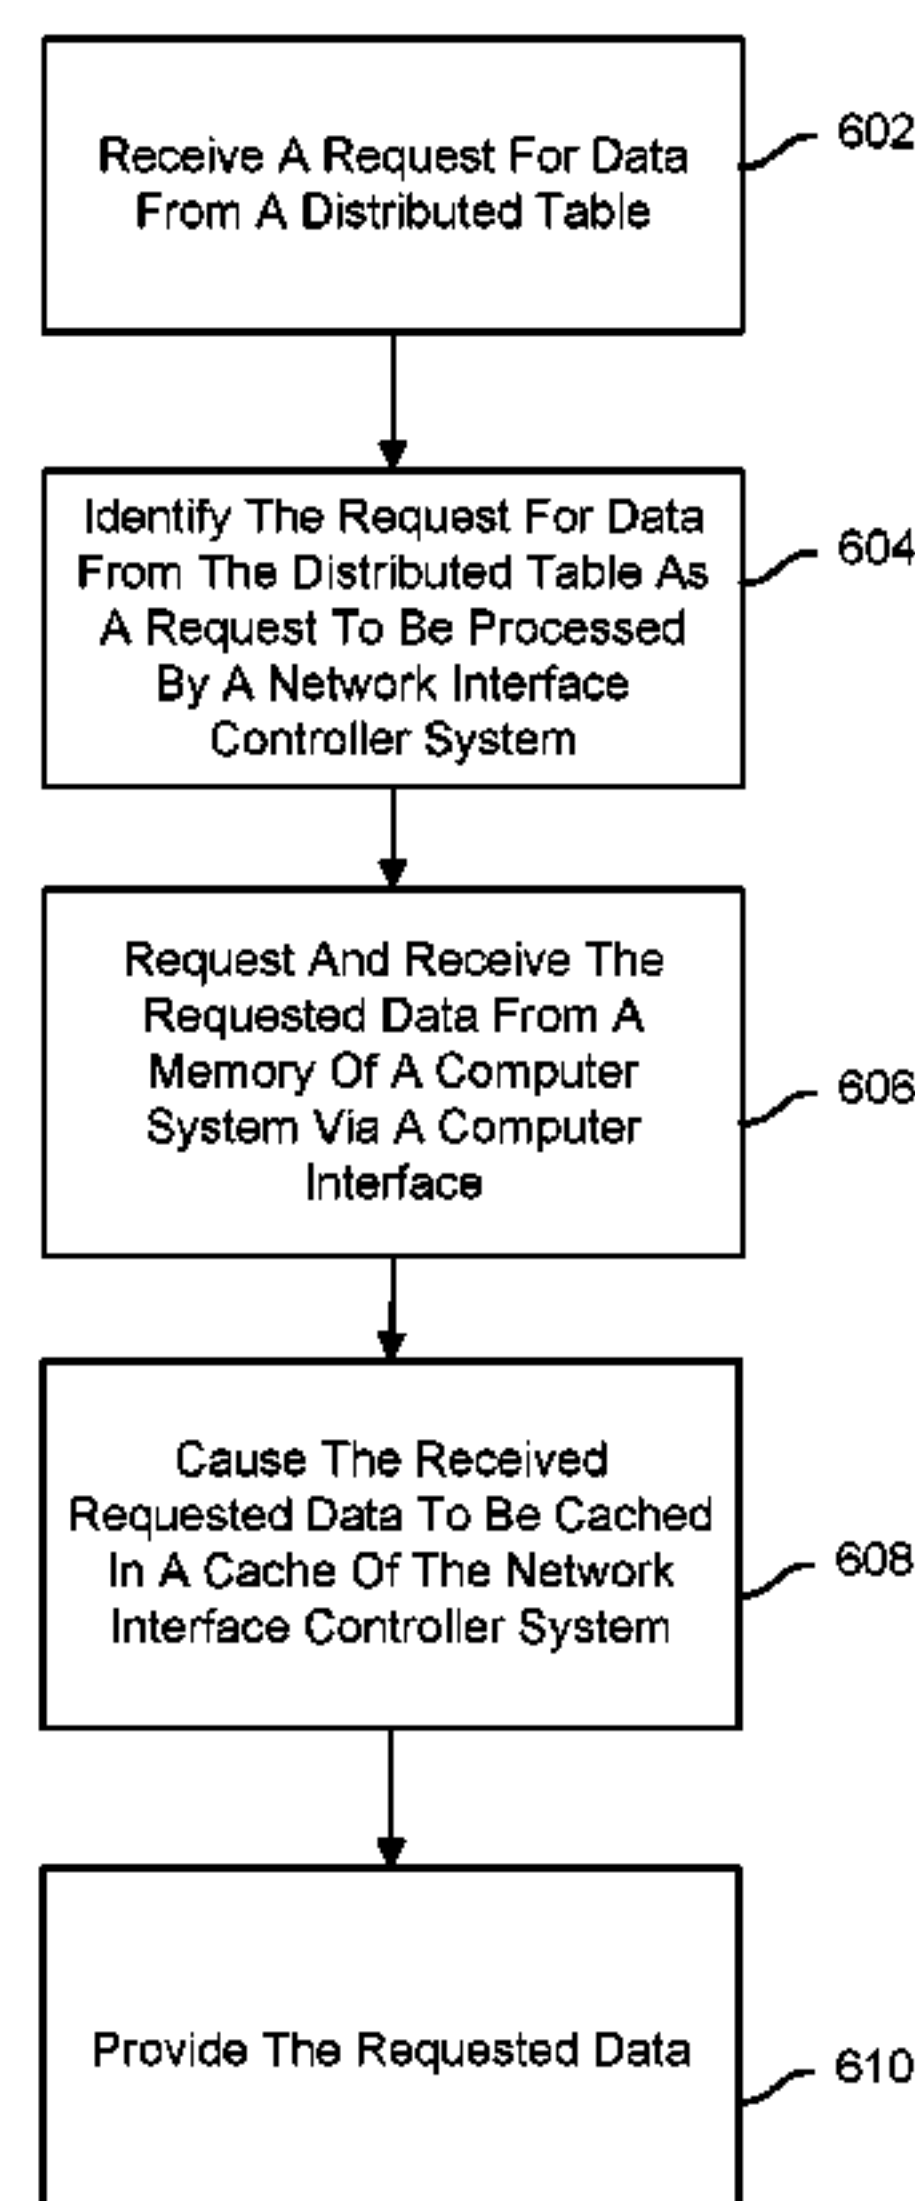 Receive A Request For Data
From A Distributed Table
602
Identify The Request For Data
From The Distributed Table As
A Request To Be Processed
By A Network Interface
Controller System
604
Request And Receive The
Requested Data From A
Memory Of A Computer
System Via A Computer
Interface
606
Cause The Received
Requested Data To Be Cached
In A Cache Of The Network
Interface Controller System
608
Provide The Requested Data
610